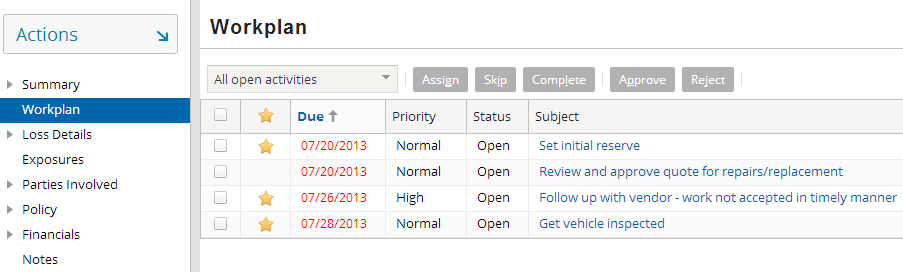 Actions
Summary
Workplan
Loss Details
Exposures
Parties Involved
Policy
Financials
Notes
Workplan
All open activities Assign Skip Complete Approve Reject
Due Priority Status Subject
07/20/2013 Normal Open Set initial reserve
07/20/2013 Normal Open Review and approve quote for repairs/replacement
07/26/2013 High Open Follow up with vendor - work not accepted in timely manner
07/28/2013 Normal Open Get vehicle inspected